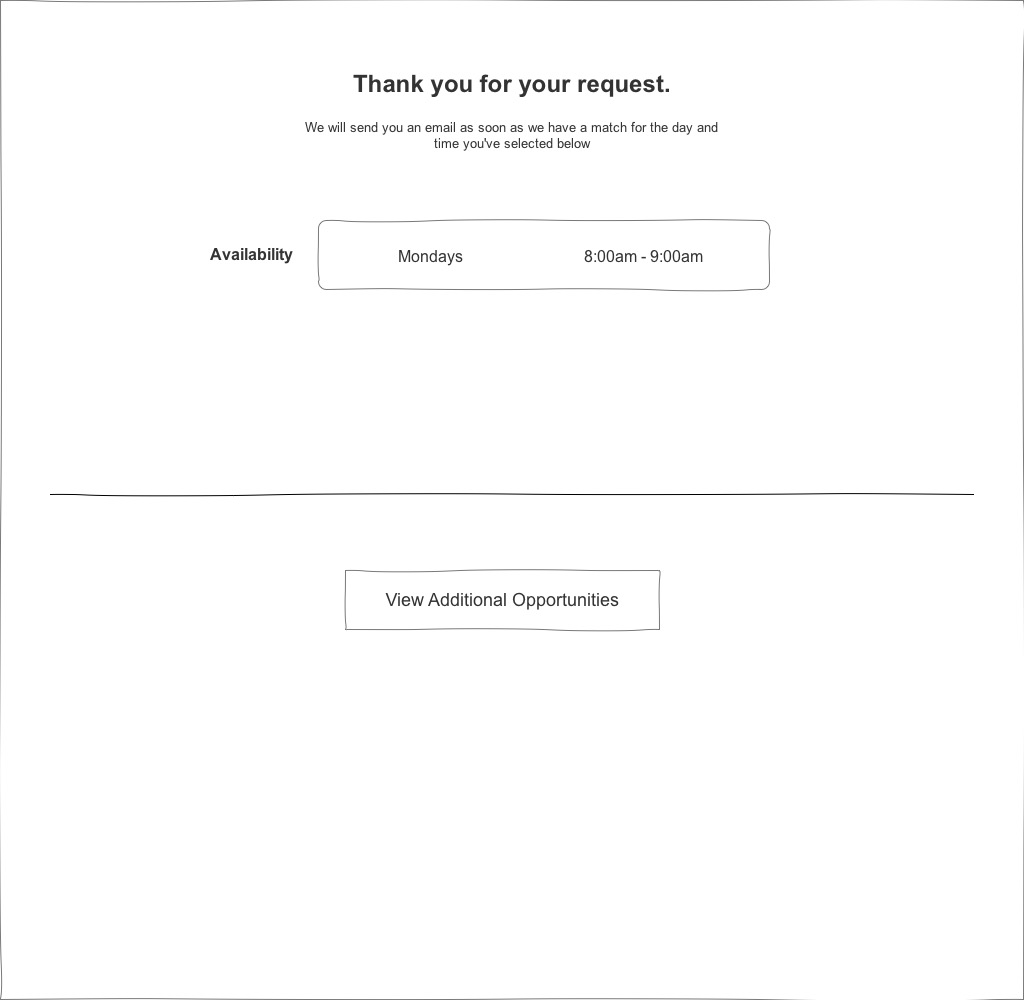 Thank you for your request.
We will send you an email as soon as we have a match for the day and
time you've selected below
Availability
Mondays 8:00am - 9:00am
View Additional Opportunities